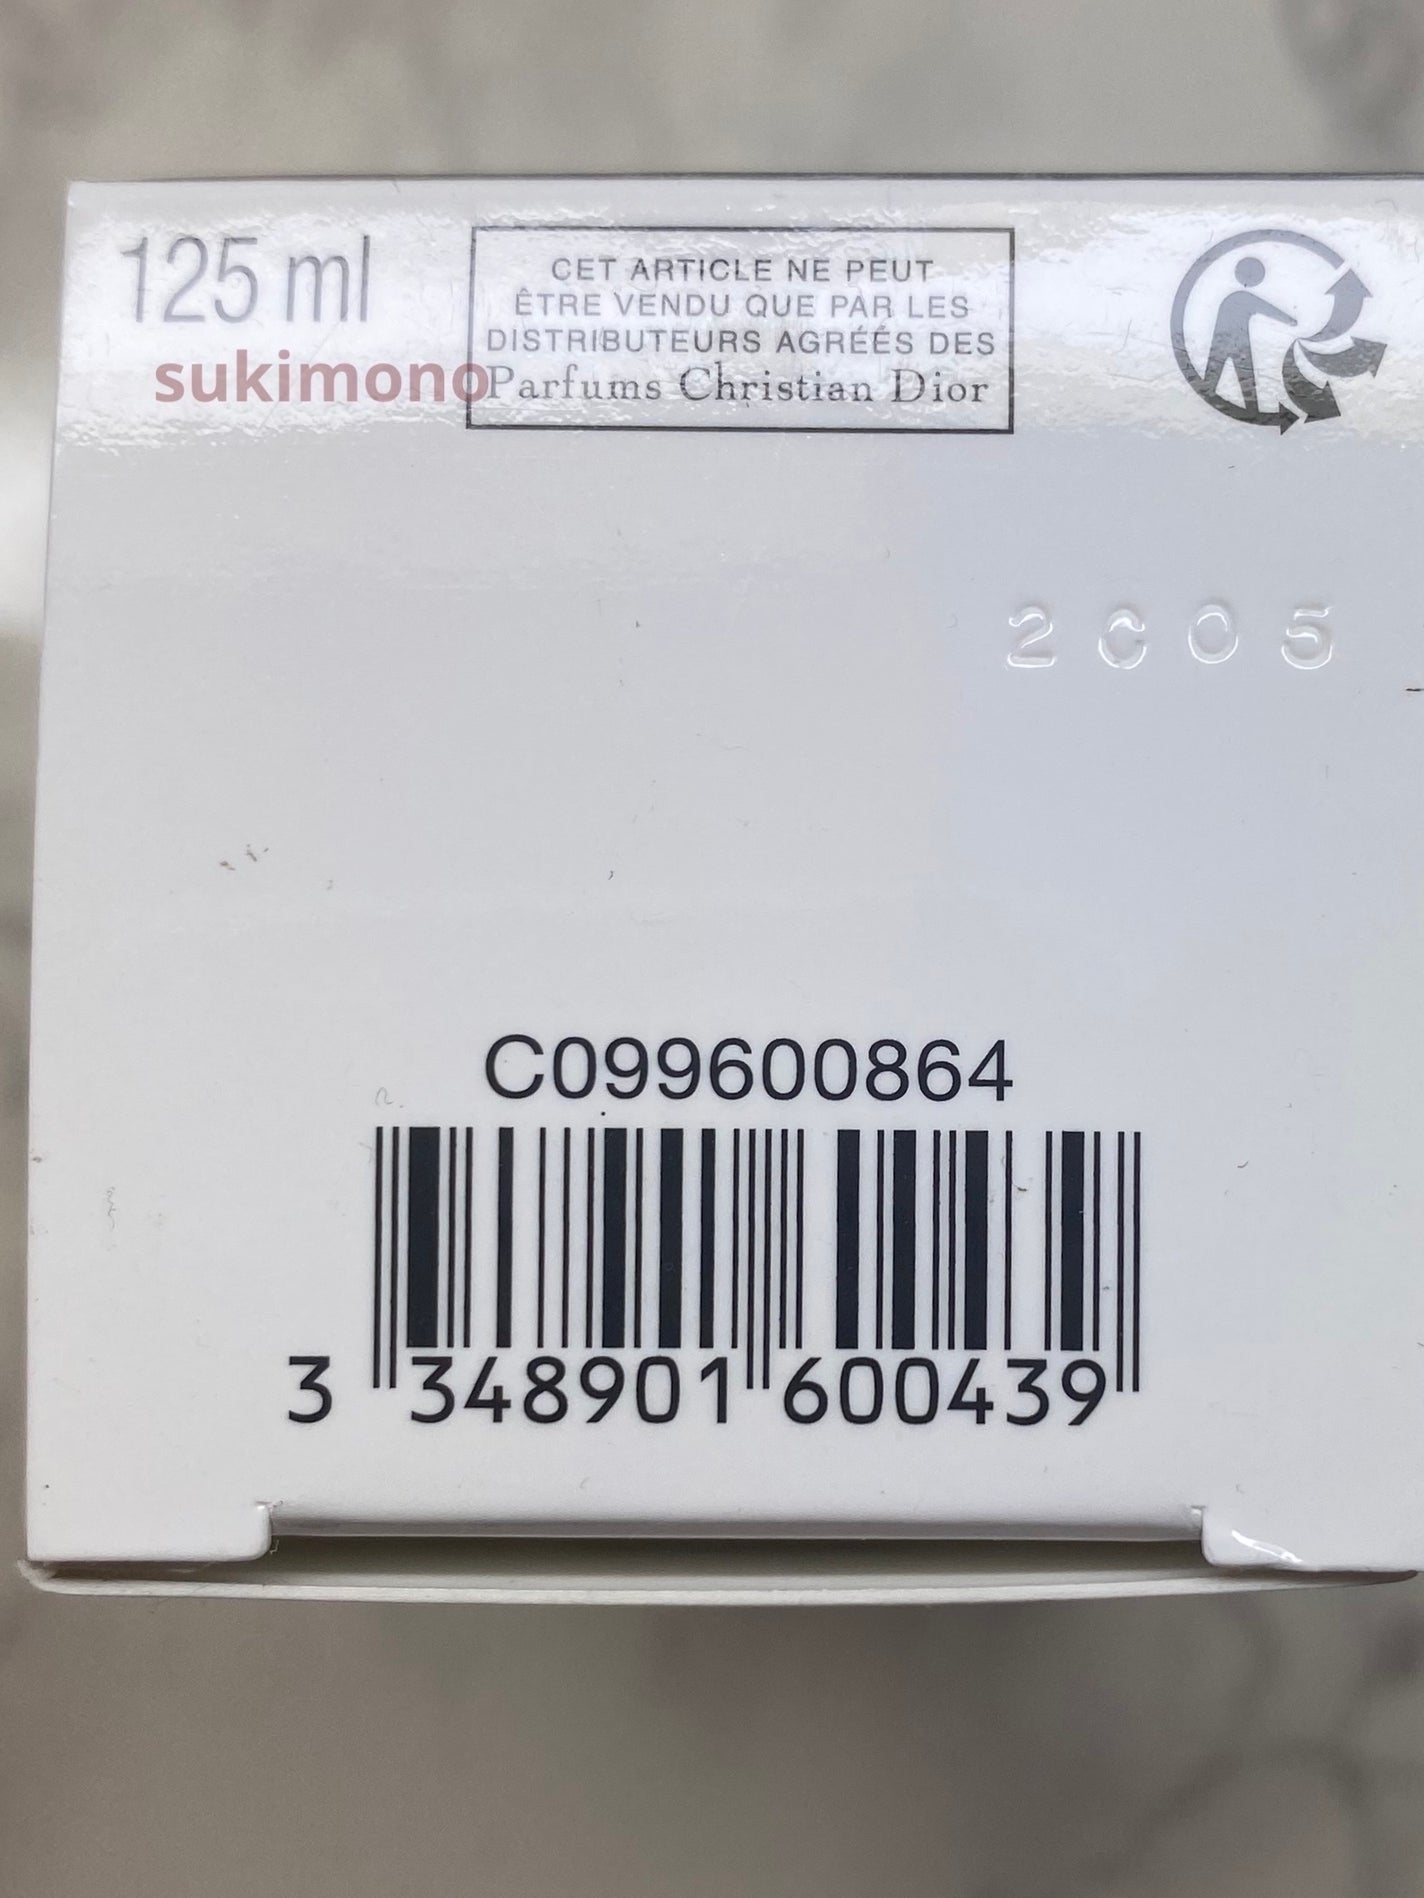 125 ml
CET ARTICLE NE PEUT
ÊTRE VENDU QUE PAR LES
DISTRIBUTEURS AGRÉÉS DES
Parfums Christian Dior
sukimono
2C05
C099600864
3 348901 600439